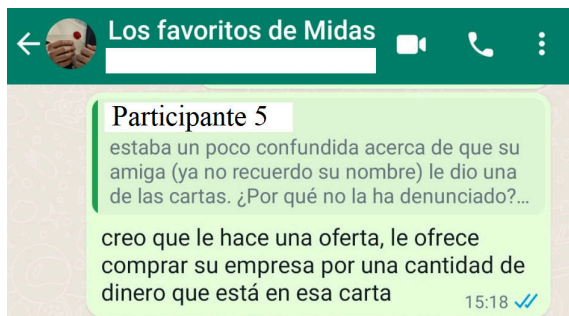 Los favoritos de Midas
Participante 5
estaba un poco confundida acerca de que su
amiga (ya no recuerdo su nombre) le dio una
de las cartas. ¿Por qué no la ha denunciado?...
creo que le hace una oferta, le ofrece
comprar su empresa por una cantidad de
dinero que está en esa carta
15:18